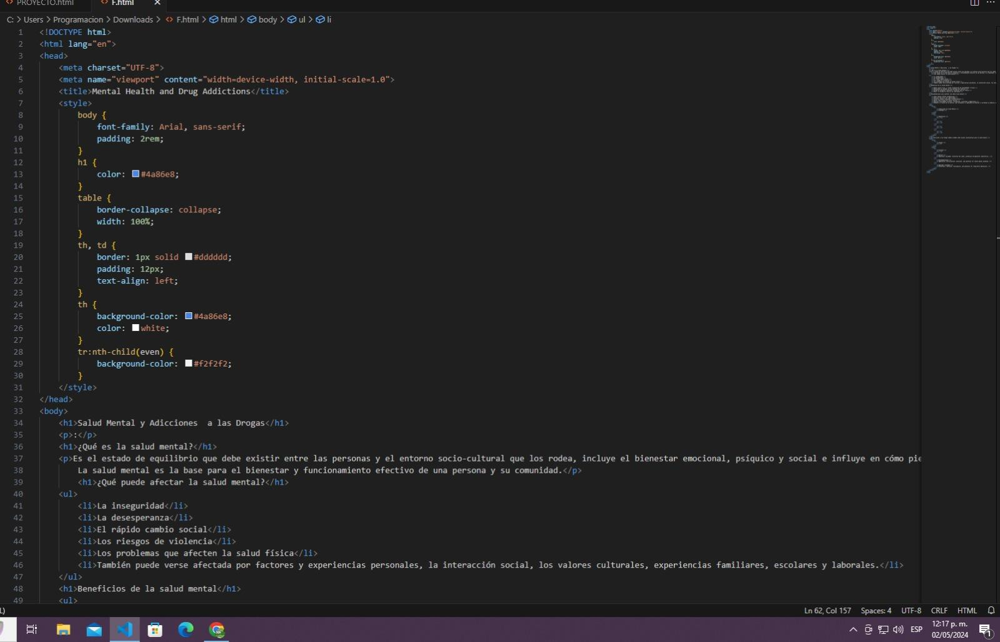 PROYECTO.html
F.html
C: > Users > Programacion > Downloads > F.html > html > body > ul > li
1 <!DOCTYPE html>
2 <html lang="en">
3 <head>
4 <meta charset="UTF-8">
5 <meta name="viewport" content="width=device-width, initial-scale=1.0">
6 <title>Mental Health and Drug Addictions</title>
7 <style>
8 body {
9 font-family: Arial, sans-serif;
10 padding: 2rem;
11 }
12 h1 {
13 color: #4a86e8;
14 }
15 table {
16 border-collapse: collapse;
17 width: 100%;
18 }
19 th, td {
20 border: 1px solid #dddddd;
21 padding: 12px;
22 text-align: left;
23 }
24 th {
25 background-color: #4a86e8;
26 color: white;
27 }
28 tr:nth-child(even) {
29 background-color: #f2f2f2;
30 }
31 </style>
32 </head>
33 <body>
34 <h1>Salud Mental y Adicciones  a las Drogas</h1>
35 <p>:</p>
36 <h1>¿Qué es la salud mental?</h1>
37 <p>Es el estado de equilibrio que debe existir entre las personas y el entorno socio-cultural que los rodea, incluye el bienestar emocional, psíquico y social e influye en cómo pie
38 La salud mental es la base para el bienestar y funcionamiento efectivo de una persona y su comunidad.</p>
39 <h1>¿Qué puede afectar la salud mental?</h1>
40 <ul>
41 <li>La inseguridad</li>
42 <li>La desesperanza</li>
43 <li>El rápido cambio social</li>
44 <li>Los riesgos de violencia</li>
45 <li>Los problemas que afecten la salud física</li>
46 <li>También puede verse afectada por factores y experiencias personales, la interacción social, los valores culturales, experiencias familiares, escolares y laborales.</li>
47 </ul>
48 <h1>Beneficios de la salud mental</h1>
49 <ul>
Ln 62, Col 157 Spaces: 4 UTF-8 CRLF HTML
ESP
12:17 p. m.
02/05/2024
1